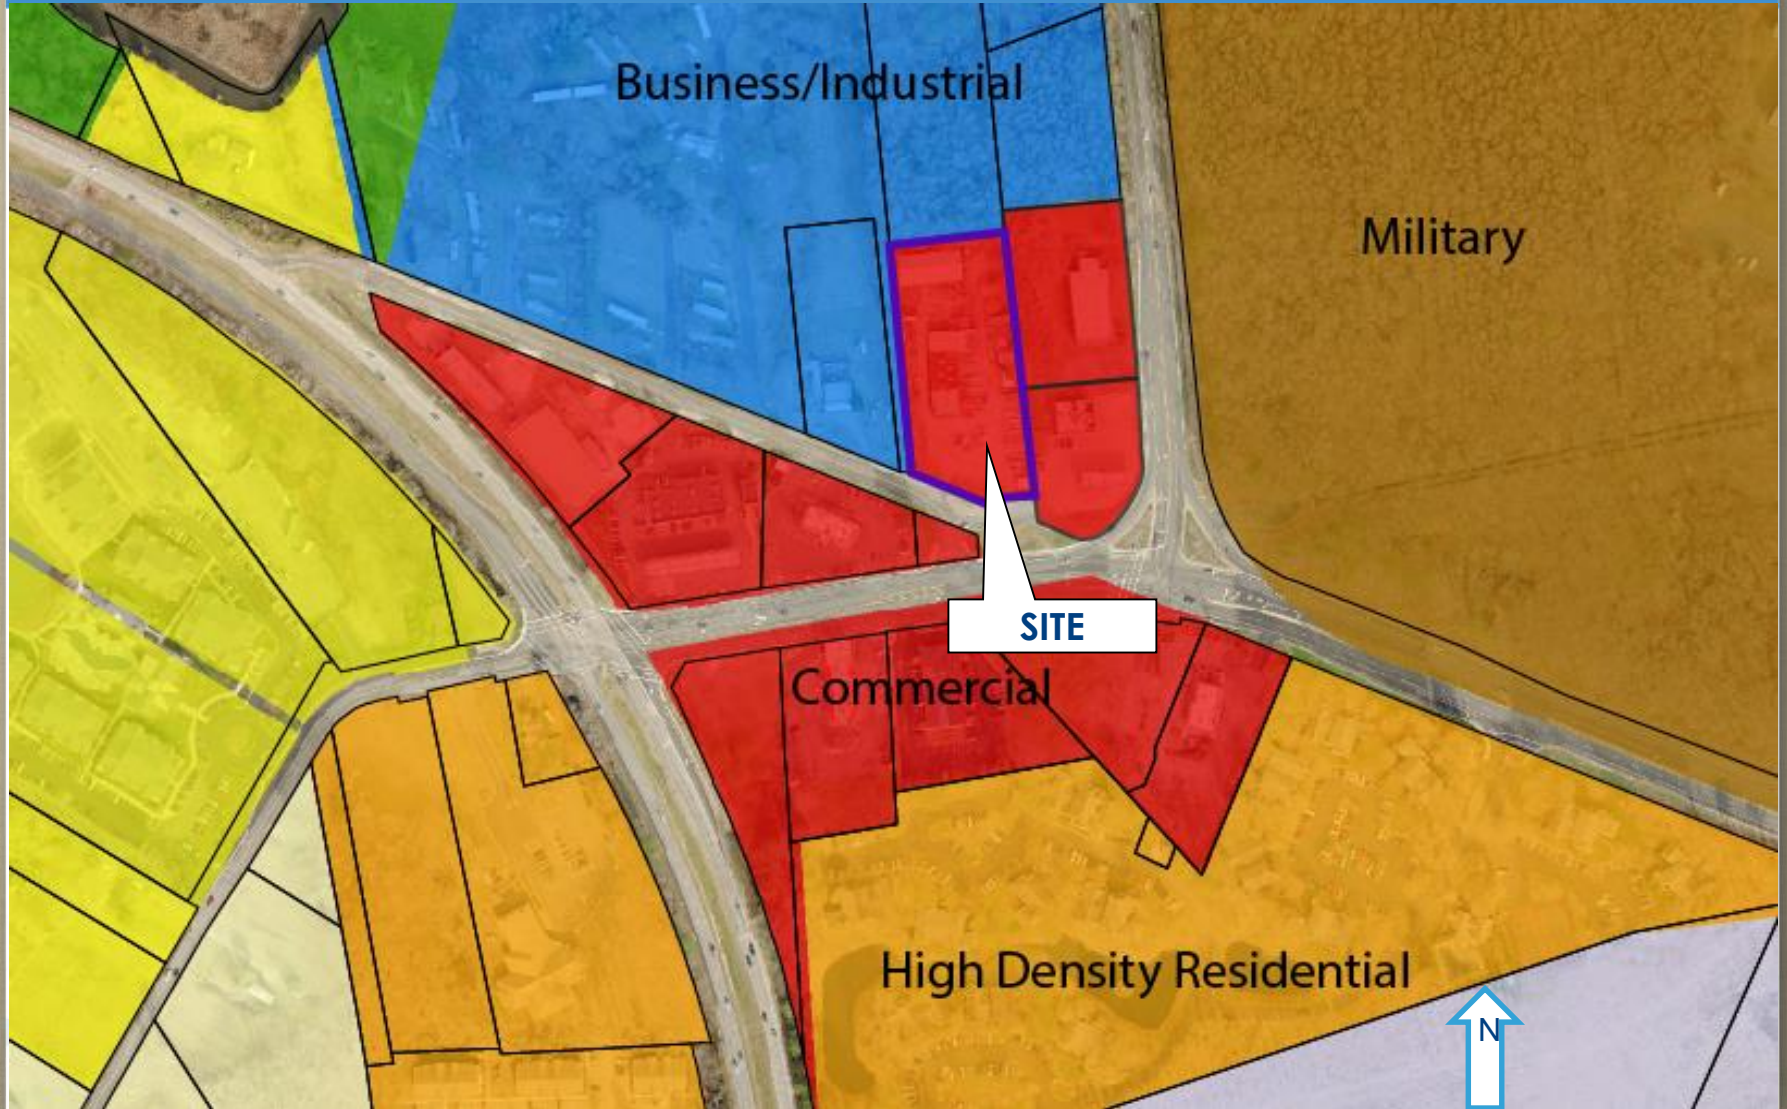 Business/Industrial
Military
SITE
Commercial
High Density Residential
N